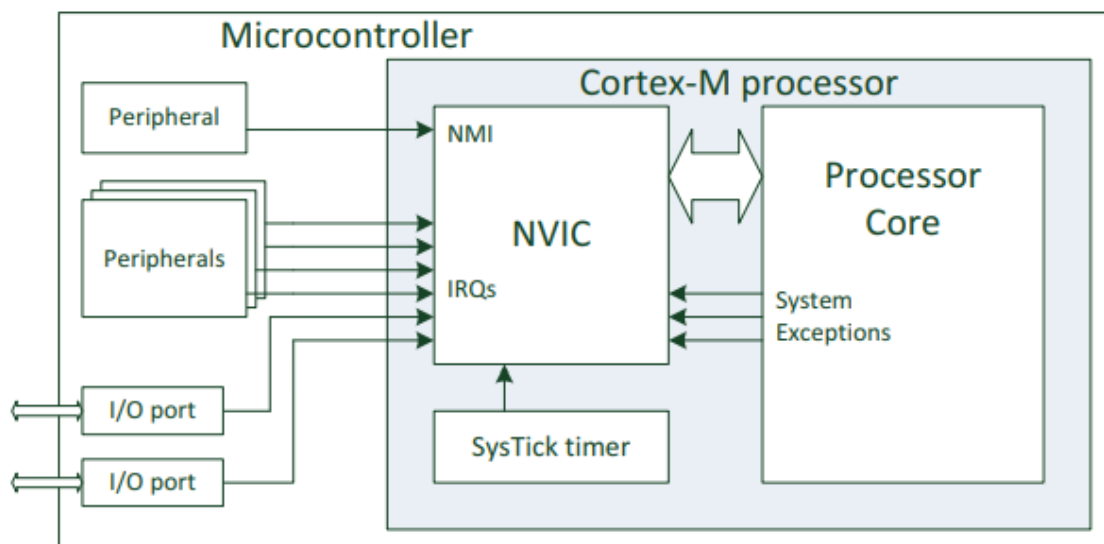 Microcontroller
Cortex-M processor
Peripheral
NMI
Processor
Core
NVIC
Peripherals
IRQs
System
Exceptions
I/O port
SysTick timer
I/O port